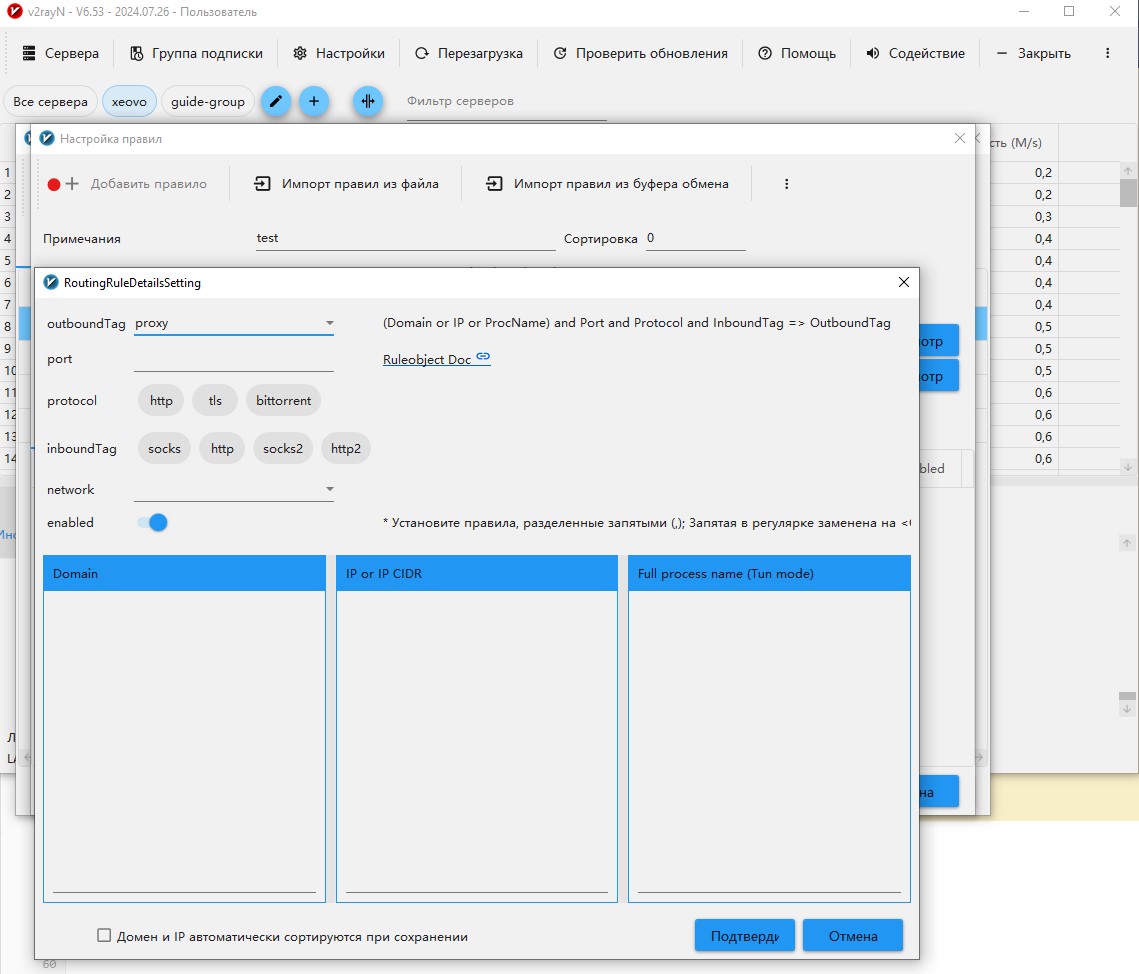 v2rayN - V6.53 - 2024.07.26 - Пользователь
Сервера Группа подписки Настройки Перезагрузка Проверить обновления Помощь Содействие Закрыть
Все сервера xeovo guide-group Фильтр серверов
Настройка правил
сть (M/s)
1 0,2
2 0,2
3 0,3
4 0,4
5 0,4
6 0,4
7 0,4
8 0,5
9 0,5
10 0,5
11 0,6
12 0,6
13 0,6
14 0,6
Добавить правило Импорт правил из файла Импорт правил из буфера обмена
Примечания test Сортировка 0
RoutingRuleDetailsSetting
outboundTag proxy (Domain or IP or ProcName) and Port and Protocol and InboundTag => OutboundTag
port Ruleobject Doc
отр
отр
protocol http tls bittorrent
inboundTag socks http socks2 http2
bled
network
enabled * Установите правила, разделенные запятыми (,); Запятая в регулярке заменена на <
Инс
Domain IP or IP CIDR Full process name (Tun mode)
Л
на
Домен и IP автоматически сортируются при сохранении Подтверди Отмена
60